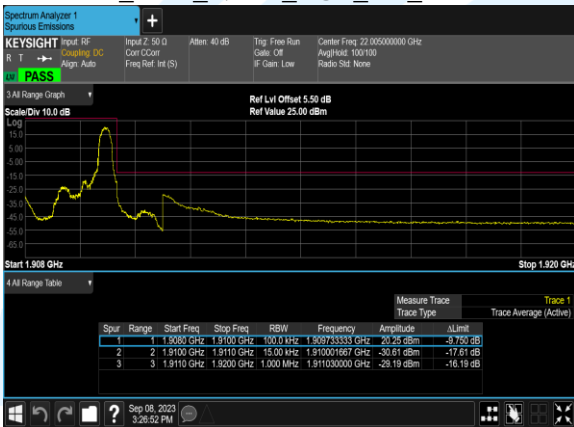 Spectrum Analyzer 1
Spurious Emissions
KEYSIGHT Input: RF Input Z: 50 Ω Atten: 40 dB Trig: Free Run Center Freq: 22.005000000 GHz
R T Coupling: DC Corr CCorr Gate: Off Avg|Hold: 100/100
Align: Auto Freq Ref: Int (S) IF Gain: Low Radio Std: None
LW PASS
3 All Range Graph
Ref Lvl Offset 5.50 dB
Scale/Div 10.0 dB Ref Value 25.00 dBm
Log
15.0
5.00
-5.00
-15.0
-25.0
-35.0
-45.0
-55.0
-65.0
Start 1.908 GHz Stop 1.920 GHz
4 All Range Table
Measure Trace Trace 1
Trace Type Trace Average (Active)
Spur Range Start Freq Stop Freq RBW Frequency Amplitude ΔLimit
1 1 1.9080 GHz 1.9100 GHz 100.0 kHz 1.909733333 GHz 20.25 dBm -9.750 dB
2 2 1.9100 GHz 1.9110 GHz 15.00 kHz 1.910001667 GHz -30.61 dBm -17.61 dB
3 3 1.9110 GHz 1.9200 GHz 1.000 MHz 1.911030000 GHz -29.19 dBm -16.19 dB
? Sep 08, 2023
3:26:52 PM